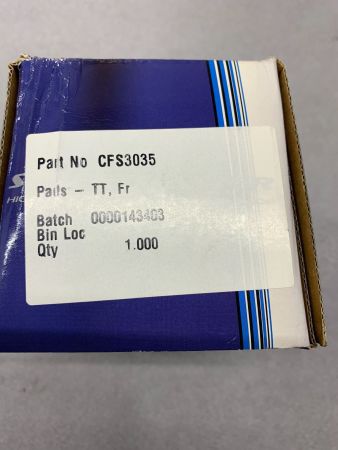 Part No CFS3035
Pads - TT, Fr
Batch 0000143403
Bin Loc
Qty 1.000